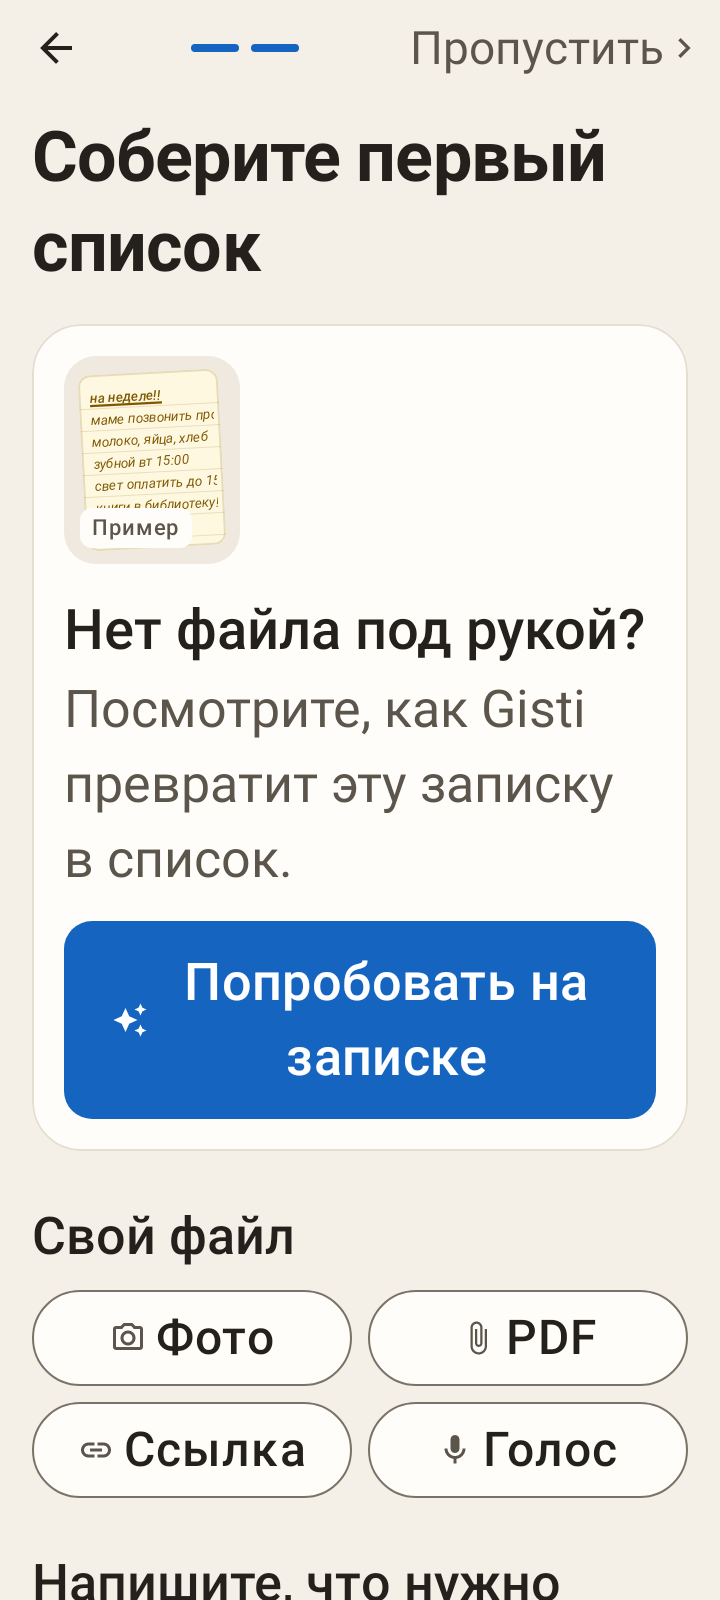 Пропустить
Соберите первый
список
на неделе!!
маме позвонить
молоко, яйца, хлеб
зубной вт 15:00
свет оплатить до
книги в библиотеку!
Пример
Нет файла под рукой?
Посмотрите, как Gisti
превратит эту записку
в список.
Попробовать на
записке
Свой файл
Фото
PDF
Ссылка
Голос
Напишите, что нужно